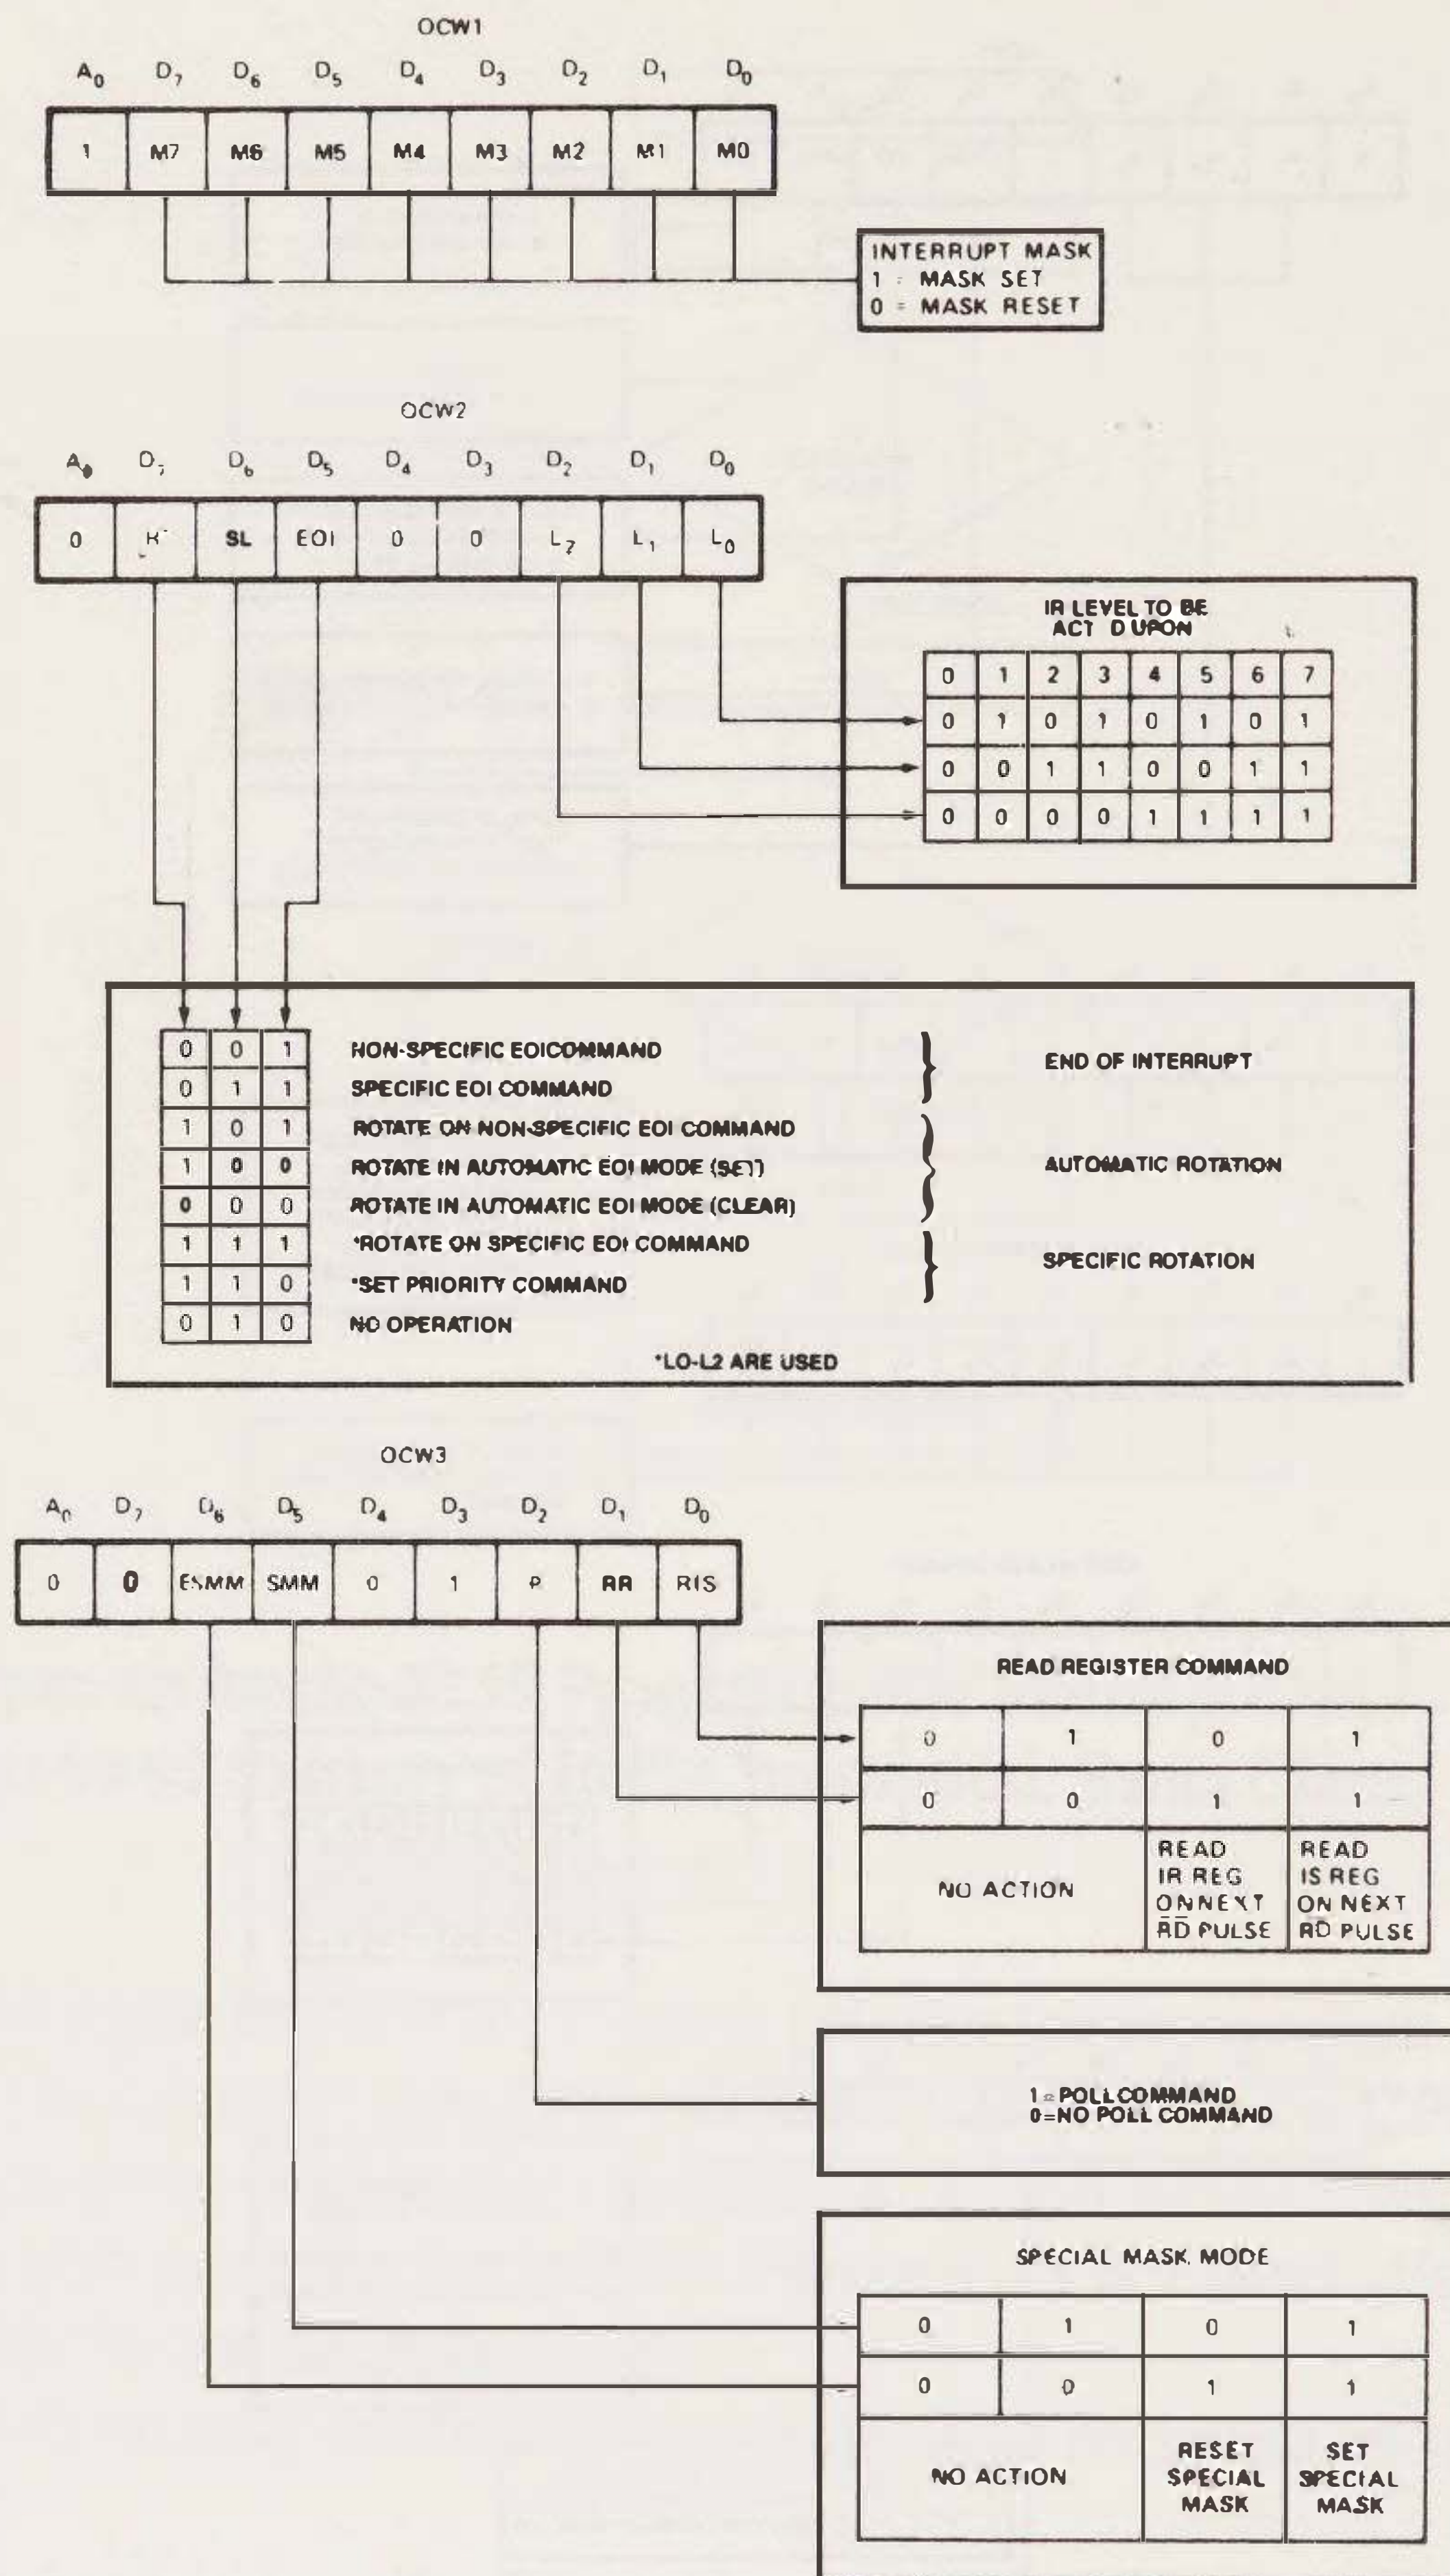 OCW1
A0 D7 D6 D5 D4 D3 D2 D1 D0
1 M7 M6 M5 M4 M3 M2 M1 M0
INTERRUPT MASK
1 = MASK SET
0 = MASK RESET
OCW2
A0 D7 D6 D5 D4 D3 D2 D1 D0
0 R SL EOI 0 0 L2 L1 L0
IR LEVEL TO BE
ACT D UPON
0 1 2 3 4 5 6 7
0 1 0 1 0 1 0 1
0 0 1 1 0 0 1 1
0 0 0 0 1 1 1 1
0 0 1 NON-SPECIFIC EOICOMMAND
0 1 1 SPECIFIC EOI COMMAND
END OF INTERRUPT
1 0 1 ROTATE ON NON-SPECIFIC EOI COMMAND
1 0 0 ROTATE IN AUTOMATIC EOI MODE (SET)
0 0 0 ROTATE IN AUTOMATIC EOI MODE (CLEAR)
AUTOMATIC ROTATION
1 1 1 *ROTATE ON SPECIFIC EOI COMMAND
1 1 0 *SET PRIORITY COMMAND
SPECIFIC ROTATION
0 1 0 NO OPERATION
*LO-L2 ARE USED
OCW3
A0 D7 D6 D5 D4 D3 D2 D1 D0
0 0 ESMM SMM 0 1 P RR RIS
READ REGISTER COMMAND
0 1 0 1
0 0 1 1
NO ACTION
READ
IR REG
ON NEXT
RD PULSE
READ
IS REG
ON NEXT
RD PULSE
1 = POLL COMMAND
0=NO POLL COMMAND
SPECIAL MASK MODE
0 1 0 1
0 0 1 1
NO ACTION
RESET
SPECIAL
MASK
SET
SPECIAL
MASK